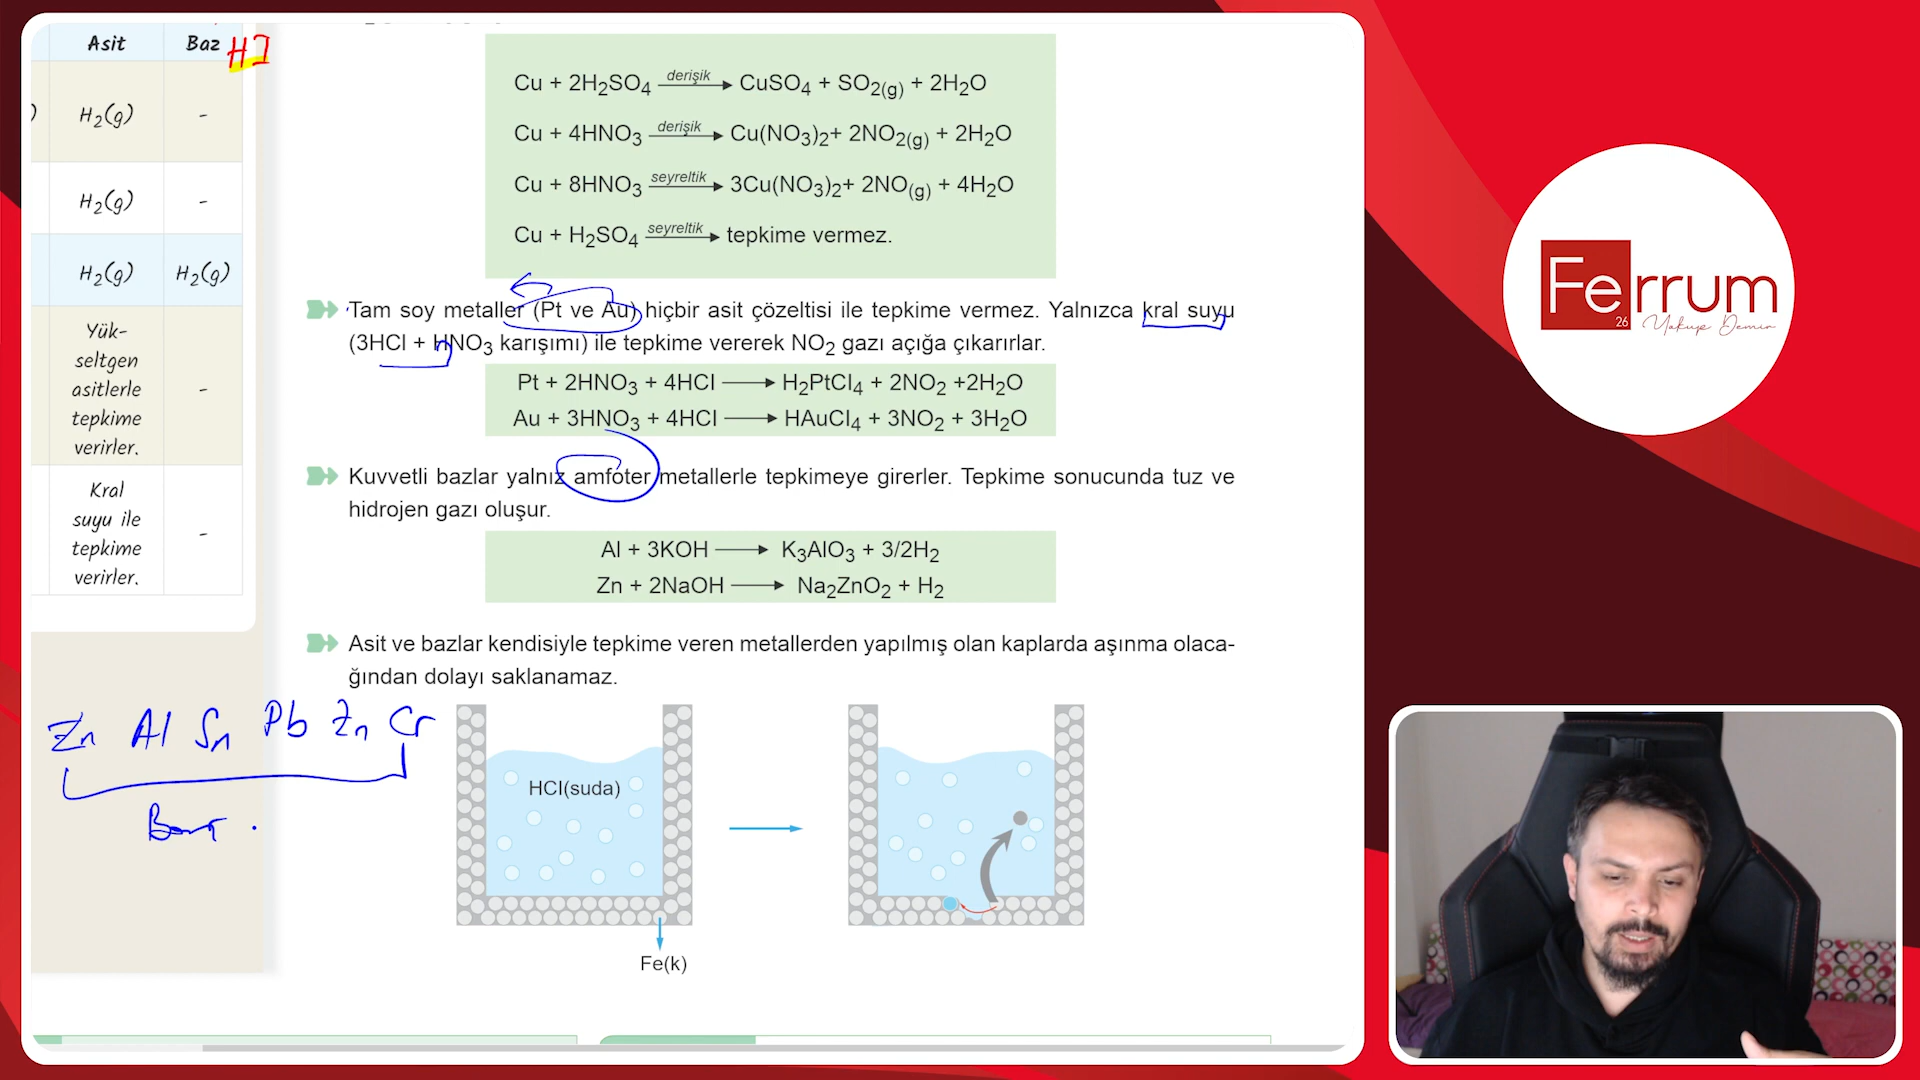 Asit Baz HI
H₂(g) -
H₂(g) -
H₂(g) H₂(g)
Yük-
seltgen
asitlerle
tepkime
verirler.
-
Kral
suyu ile
tepkime
verirler.
-
Cu + 2H₂SO₄ derişik → CuSO₄ + SO₂(g) + 2H₂O
Cu + 4HNO₃ derişik → Cu(NO₃)₂+ 2NO₂(g) + 2H₂O
Cu + 8HNO₃ seyreltik → 3Cu(NO₃)₂+ 2NO(g) + 4H₂O
Cu + H₂SO₄ seyreltik → tepkime vermez.
Tam soy metaller (Pt ve Au) hiçbir asit çözeltisi ile tepkime vermez. Yalnızca kral suyu
(3HCl + HNO₃ karışımı) ile tepkime vererek NO₂ gazı açığa çıkarırlar.
Pt + 2HNO₃ + 4HCl → H₂PtCl₄ + 2NO₂ +2H₂O
Au + 3HNO₃ + 4HCl → HAuCl₄ + 3NO₂ + 3H₂O
Kuvvetli bazlar yalnız amfoter metallerle tepkimeye girerler. Tepkime sonucunda tuz ve
hidrojen gazı oluşur.
Al + 3KOH → K₃AlO₃ + 3/2H₂
Zn + 2NaOH → Na₂ZnO₂ + H₂
Asit ve bazlar kendisiyle tepkime veren metallerden yapılmış olan kaplarda aşınma olaca-
ğından dolayı saklanamaz.
Zn Al Sn Pb Zn Cr
HCl(suda)
Fe(k)
Ferrum
26 Yakup Demir